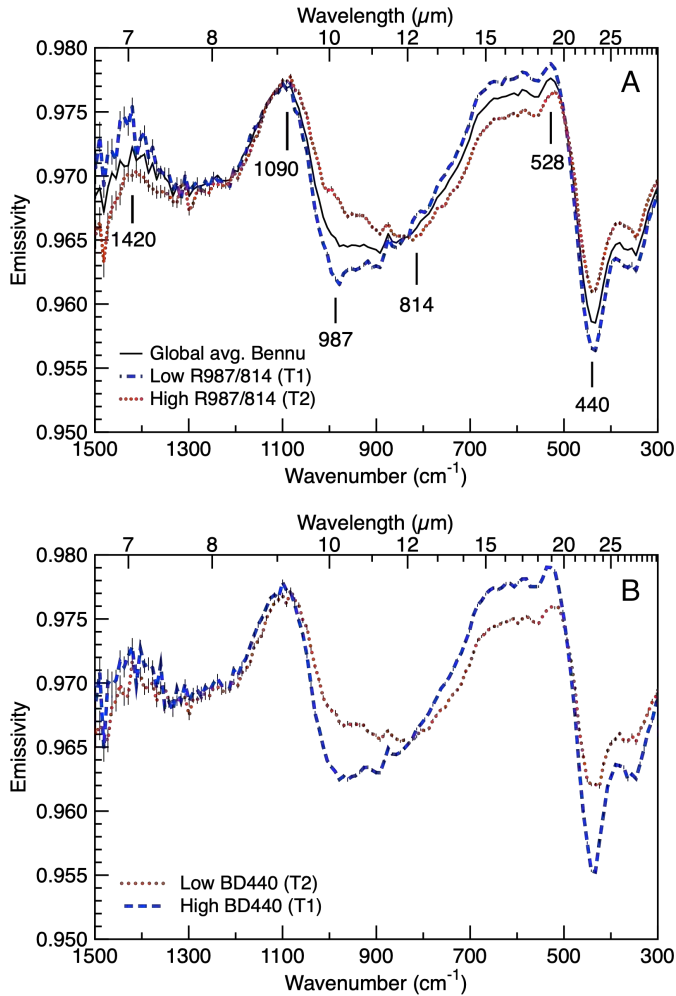 Wavelength (µm)
7 8 9 10 12 15 20 25
0.980
0.975
0.970
0.965
0.960
0.955
0.950
Emissivity
A
1420
1090
987
814
528
440
Global avg. Bennu
Low R987/814 (T1)
High R987/814 (T2)
1500 1300 1100 900 700 500 300
Wavenumber (cm⁻¹)
Wavelength (µm)
7 8 9 10 12 15 20 25
0.980
0.975
0.970
0.965
0.960
0.955
0.950
Emissivity
B
Low BD440 (T2)
High BD440 (T1)
1500 1300 1100 900 700 500 300
Wavenumber (cm⁻¹)